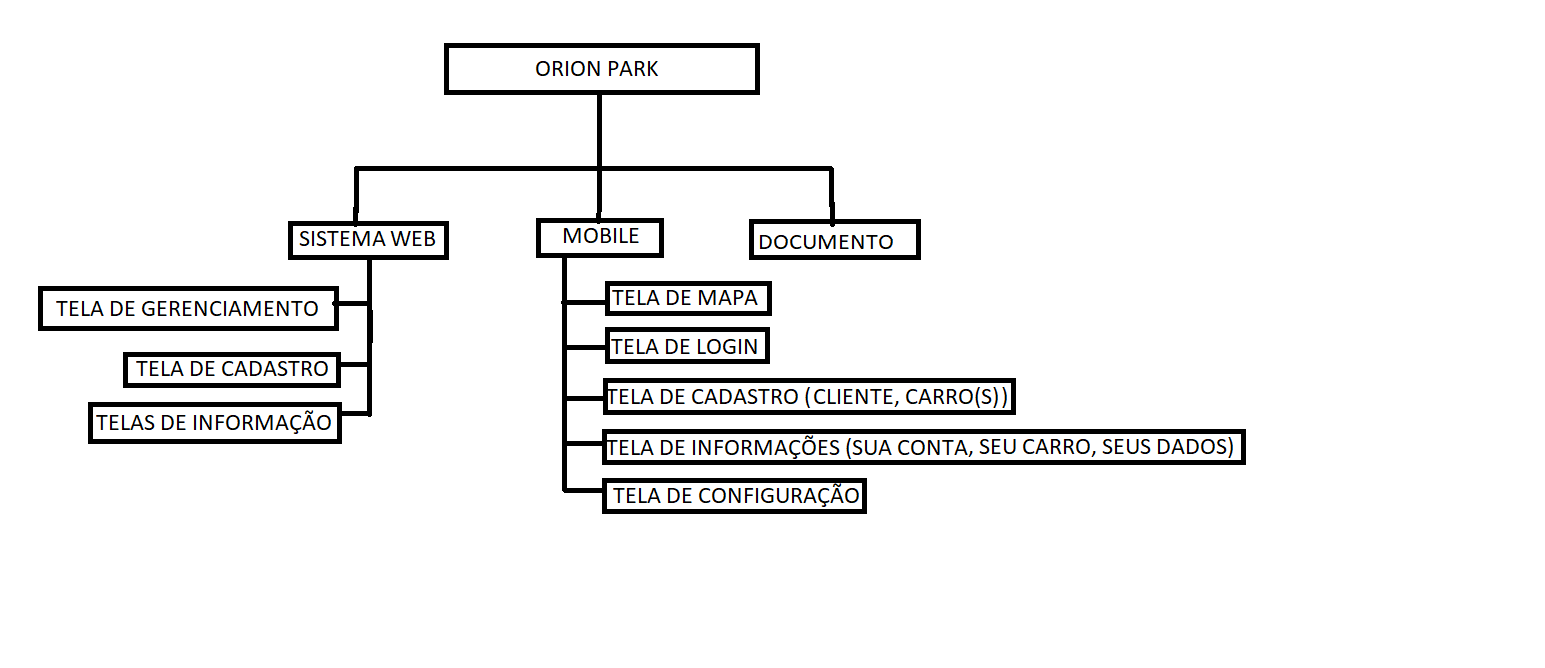 ORION PARK
SISTEMA WEB
MOBILE
DOCUMENTO
TELA DE GERENCIAMENTO
TELA DE CADASTRO
TELAS DE INFORMAÇÃO
TELA DE MAPA
TELA DE LOGIN
TELA DE CADASTRO (CLIENTE, CARRO(S))
TELA DE INFORMAÇÕES (SUA CONTA, SEU CARRO, SEUS DADOS)
TELA DE CONFIGURAÇÃO